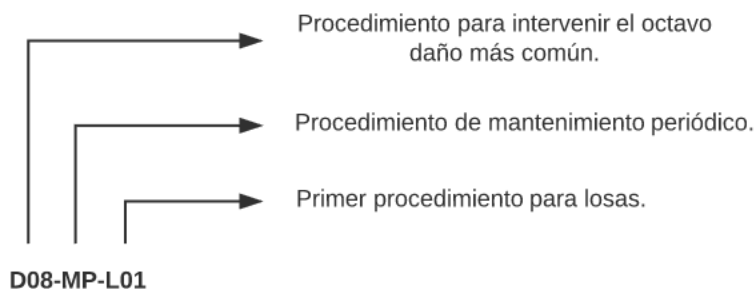 Procedimiento para intervenir el octavo
daño más común.
Procedimiento de mantenimiento periódico.
Primer procedimiento para losas.
D08-MP-L01